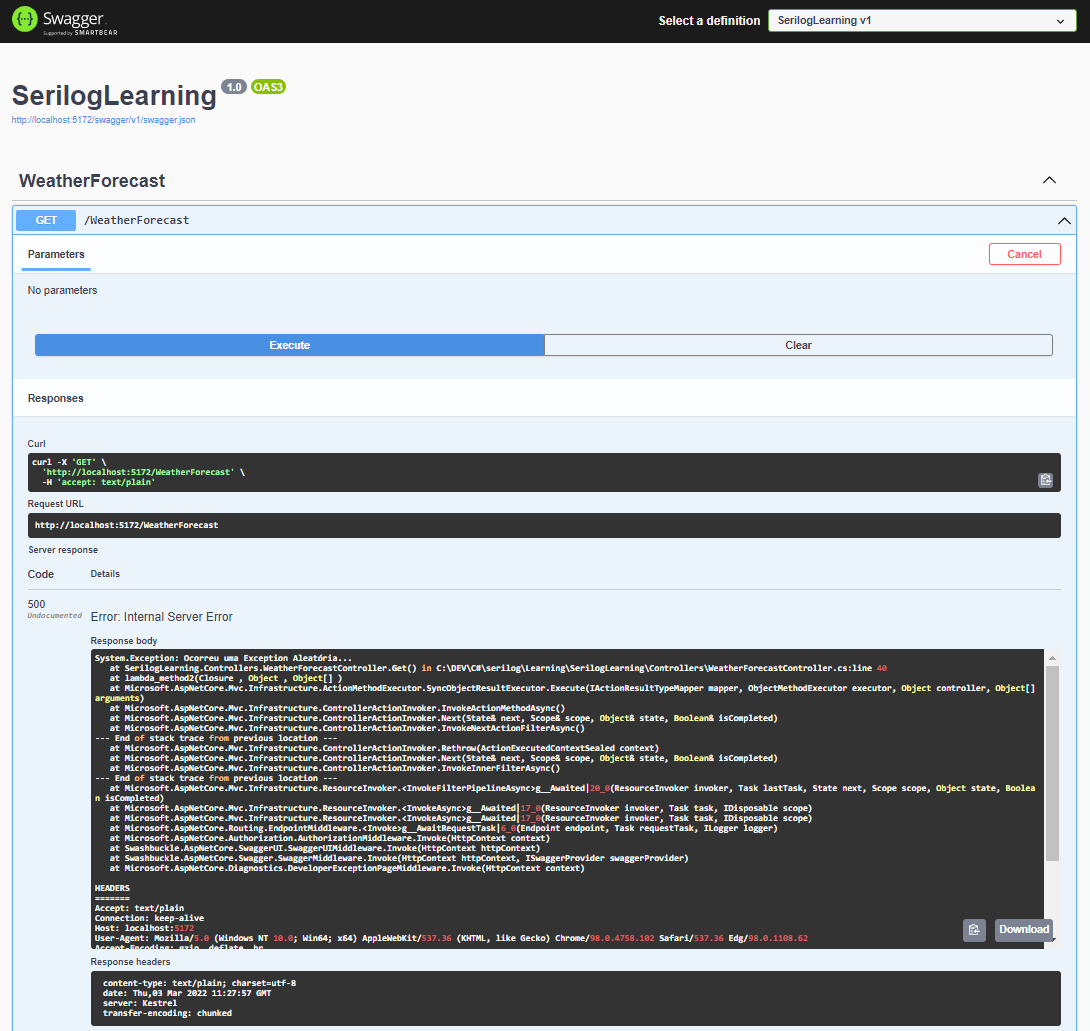 Swagger
Supported by SMARTBEAR
Select a definition
SerilogLearning v1
SerilogLearning 1.0 OAS3
http://localhost:5172/swagger/v1/swagger.json
WeatherForecast
GET /WeatherForecast
Parameters
Cancel
No parameters
Execute
Clear
Responses
Curl
curl -X 'GET' \
'http://localhost:5172/WeatherForecast' \
-H 'accept: text/plain'
Request URL
http://localhost:5172/WeatherForecast
Server response
Code Details
500
Undocumented
Error: Internal Server Error
Response body
System.Exception: Ocorreu uma Exception Aleatória...
at SerilogLearning.Controllers.WeatherForecastController.Get() in C:\DEV\C#\serilog\Learning\SerilogLearning\Controllers\WeatherForecastController.cs:line 40
at lambda_method2(Closure , Object , Object[] )
at Microsoft.AspNetCore.Mvc.Infrastructure.ActionMethodExecutor.SyncObjectResultExecutor.Execute(IActionResultTypeMapper mapper, ObjectMethodExecutor executor, Object controller, Object[]
arguments)
at Microsoft.AspNetCore.Mvc.Infrastructure.ControllerActionInvoker.InvokeActionMethodAsync()
at Microsoft.AspNetCore.Mvc.Infrastructure.ControllerActionInvoker.Next(State& next, Scope& scope, Object& state, Boolean& isCompleted)
at Microsoft.AspNetCore.Mvc.Infrastructure.ControllerActionInvoker.InvokeNextActionFilterAsync()
--- End of stack trace from previous location ---
at Microsoft.AspNetCore.Mvc.Infrastructure.ControllerActionInvoker.Rethrow(ActionExecutedContextSealed context)
at Microsoft.AspNetCore.Mvc.Infrastructure.ControllerActionInvoker.Next(State& next, Scope& scope, Object& state, Boolean& isCompleted)
at Microsoft.AspNetCore.Mvc.Infrastructure.ControllerActionInvoker.InvokeInnerFilterAsync()
--- End of stack trace from previous location ---
at Microsoft.AspNetCore.Mvc.Infrastructure.ResourceInvoker.<InvokeFilterPipelineAsync>g__Awaited|20_0(ResourceInvoker invoker, Task lastTask, State next, Scope scope, Object state, Boolea
n isCompleted)
at Microsoft.AspNetCore.Mvc.Infrastructure.ResourceInvoker.<InvokeAsync>g__Awaited|17_0(ResourceInvoker invoker, Task task, IDisposable scope)
at Microsoft.AspNetCore.Mvc.Infrastructure.ResourceInvoker.<InvokeAsync>g__Awaited|17_0(ResourceInvoker invoker, Task task, IDisposable scope)
at Microsoft.AspNetCore.Routing.EndpointMiddleware.<Invoke>g__AwaitRequestTask|6_0(Endpoint endpoint, Task requestTask, ILogger logger)
at Microsoft.AspNetCore.Authorization.AuthorizationMiddleware.Invoke(HttpContext context)
at Swashbuckle.AspNetCore.SwaggerUI.SwaggerUIMiddleware.Invoke(HttpContext httpContext)
at Swashbuckle.AspNetCore.Swagger.SwaggerMiddleware.Invoke(HttpContext httpContext, ISwaggerProvider swaggerProvider)
at Microsoft.AspNetCore.Diagnostics.DeveloperExceptionPageMiddleware.Invoke(HttpContext context)
HEADERS
=======
Accept: text/plain
Connection: keep-alive
Host: localhost:5172
User-Agent: Mozilla/5.0 (Windows NT 10.0; Win64; x64) AppleWebKit/537.36 (KHTML, like Gecko) Chrome/98.0.4758.102 Safari/537.36 Edg/98.0.1108.62
Accept-Encoding: gzip, deflate, br
Download
Response headers
content-type: text/plain; charset=utf-8
date: Thu,03 Mar 2022 11:27:57 GMT
server: Kestrel
transfer-encoding: chunked